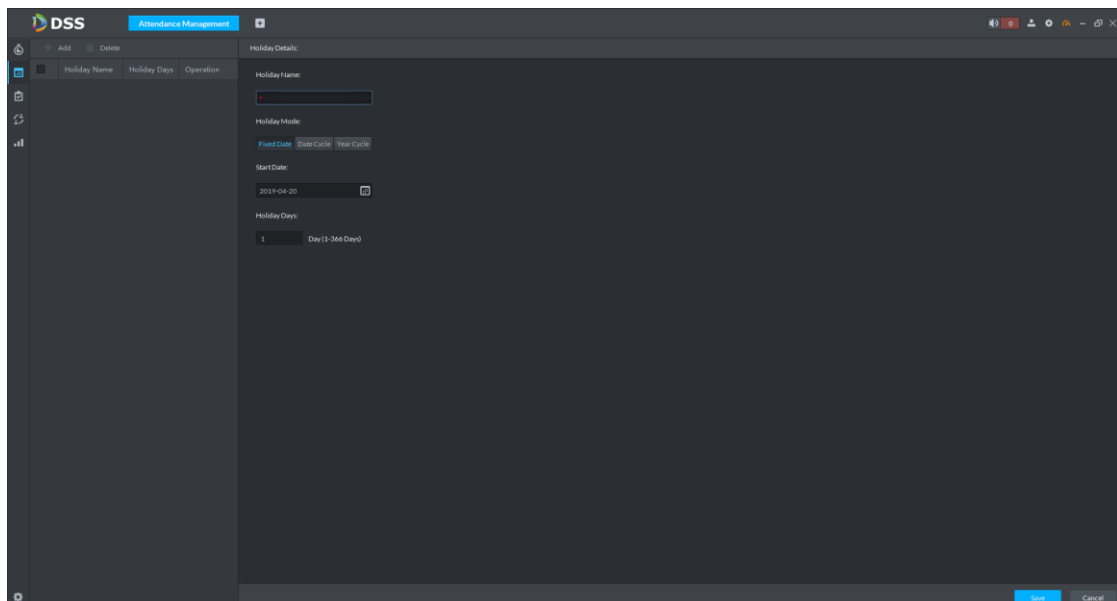 DSS Attendance Management 0
Add Delete
Holiday Name Holiday Days Operation
Holiday Details:
Holiday Name:
*
Holiday Mode:
Fixed Date Date Cycle Year Cycle
Start Date:
2019-04-20
Holiday Days:
1 Day (1-366 Days)
Save Cancel